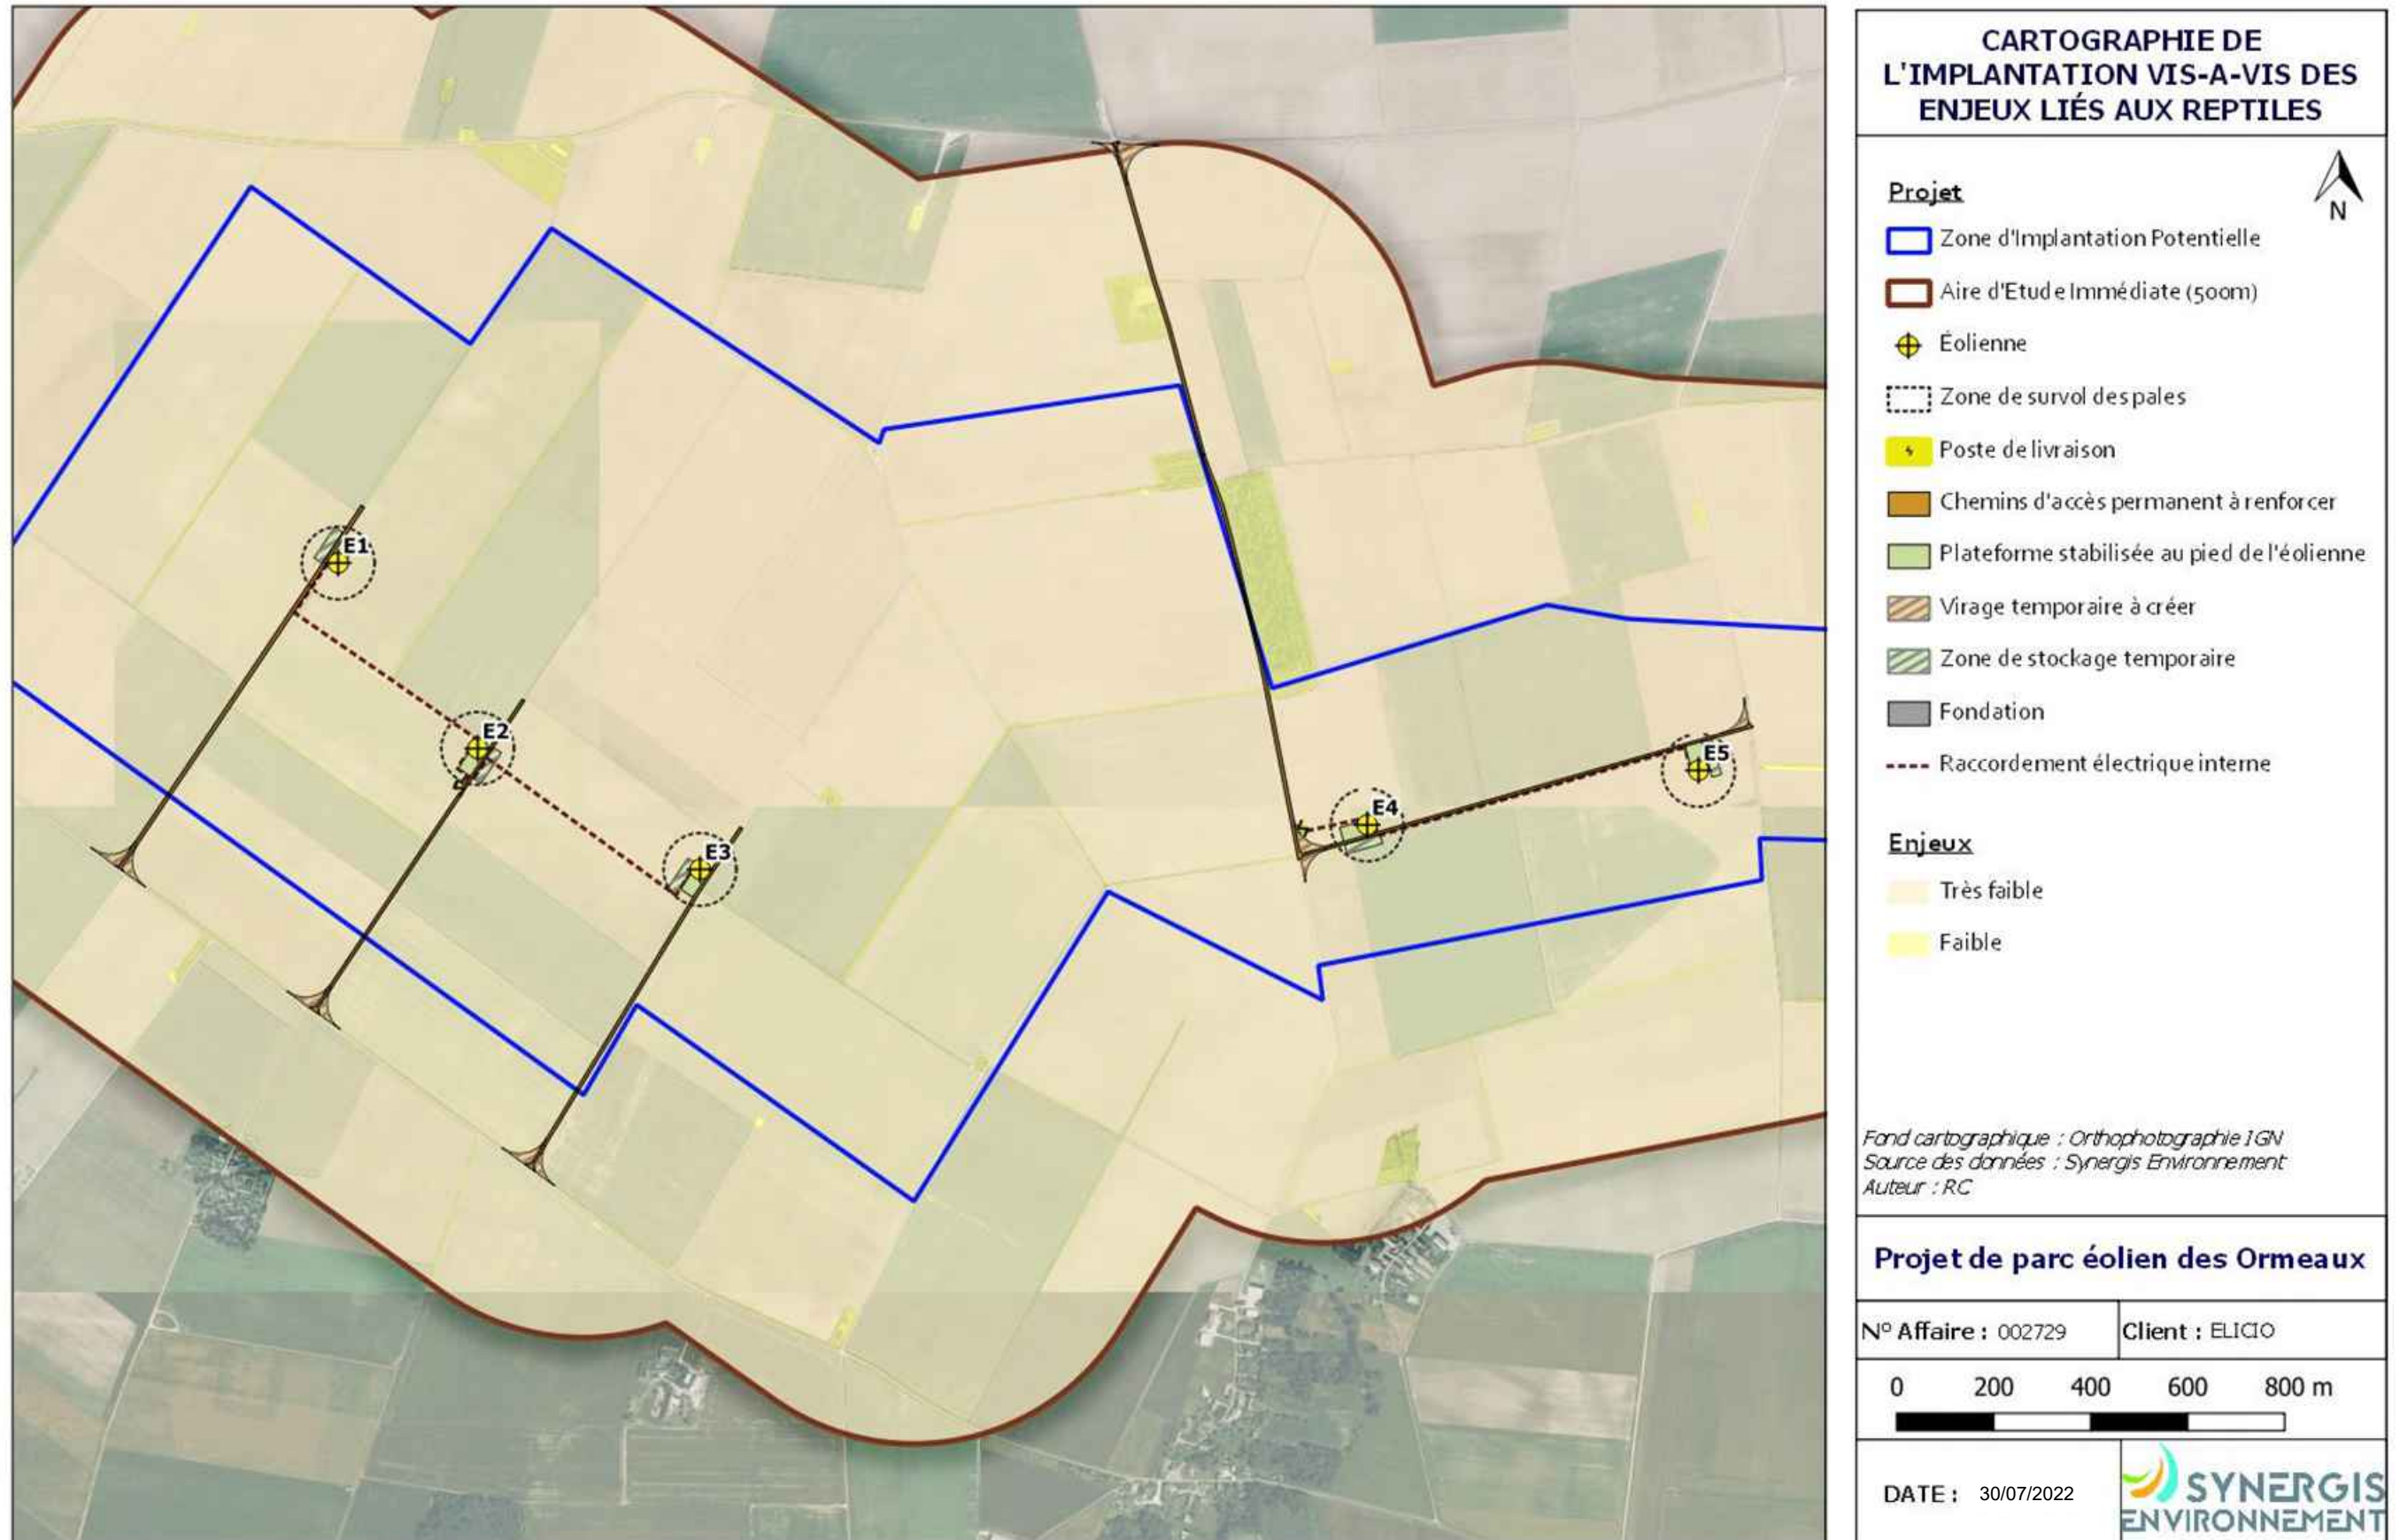 CARTOGRAPHIE DE
L'IMPLANTATION VIS-A-VIS DES
ENJEUX LIÉS AUX REPTILES
Projet
N
Zone d'Implantation Potentielle
Aire d'Etude Immédiate (500m)
Éolienne
Zone de survol des pales
Poste de livraison
Chemins d'accès permanent à renforcer
Plateforme stabilisée au pied de l'éolienne
Virage temporaire à créer
Zone de stockage temporaire
Fondation
Raccordement électrique interne
Enjeux
Très faible
Faible
Fond cartographique : Orthophotographie IGN
Source des données : Synergis Environnement
Auteur : RC
Projet de parc éolien des Ormeaux
N° Affaire : 002729
Client : ELICIO
0 200 400 600 800 m
DATE : 30/07/2022
SYNERGIS
ENVIRONNEMENT
E1
E2
E3
E4
E5